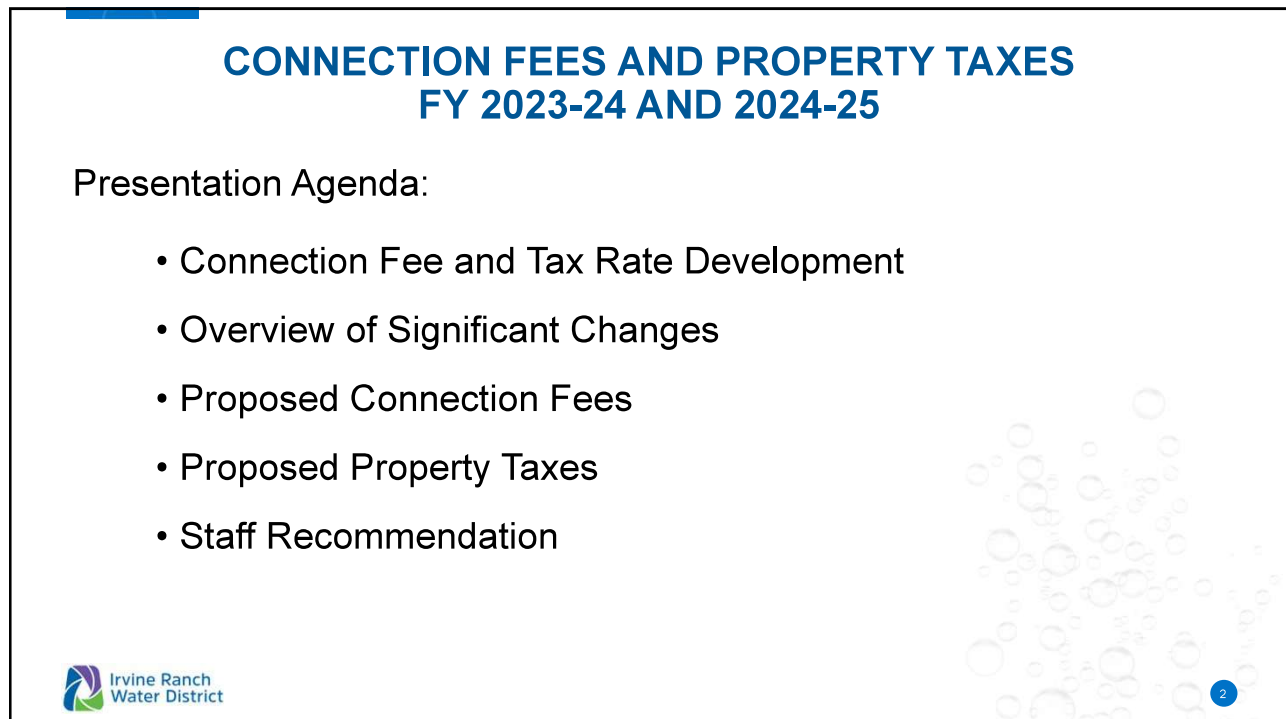 CONNECTION FEES AND PROPERTY TAXES
FY 2023-24 AND 2024-25
Presentation Agenda:
• Connection Fee and Tax Rate Development
• Overview of Significant Changes
• Proposed Connection Fees
• Proposed Property Taxes
• Staff Recommendation
Irvine Ranch
Water District
2